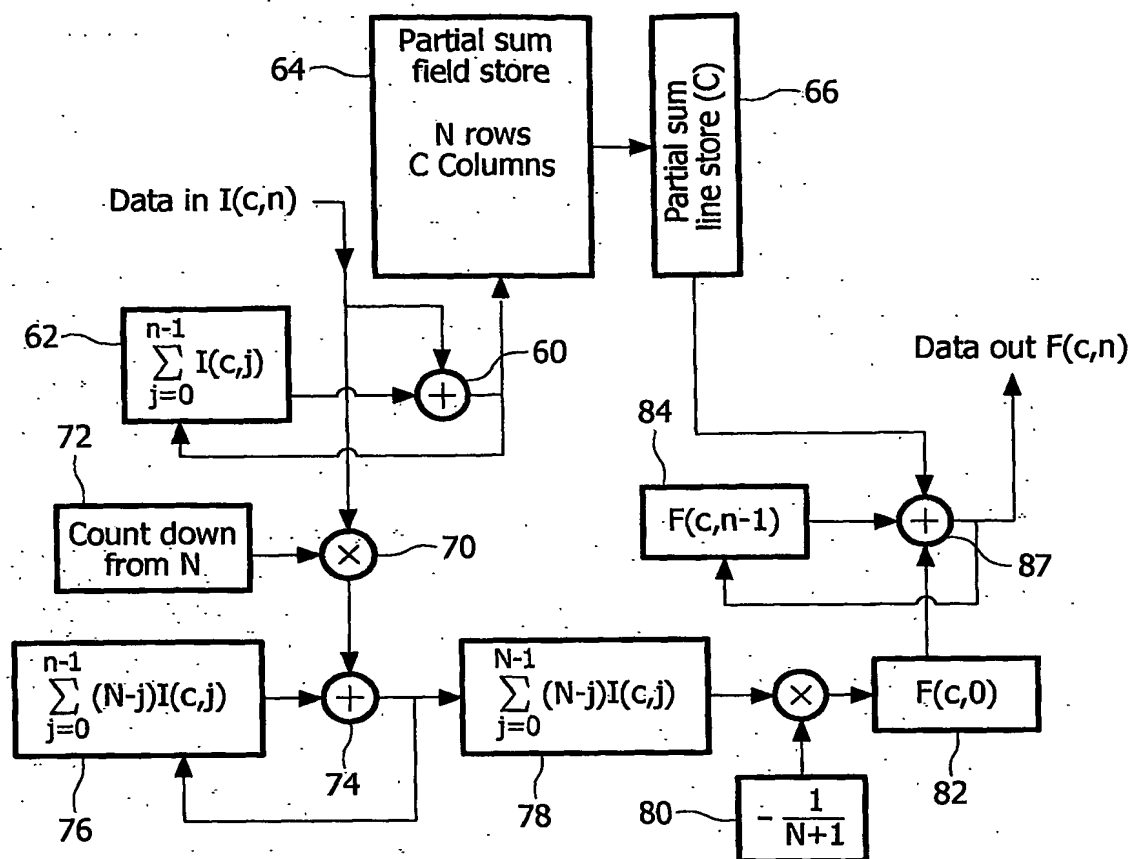 64
Partial sum
field store
N rows
C Columns
Partial sum
line store (C)
66
Data in I(c,n)
62
n-1
∑ I(c,j)
j=0
+
60
Data out F(c,n)
72
Count down
from N
×
70
84
F(c,n-1)
+
87
n-1
∑ (N-j)I(c,j)
j=0
76
+
74
N-1
∑ (N-j)I(c,j)
j=0
78
×
F(c,0)
82
80
- 1
N+1